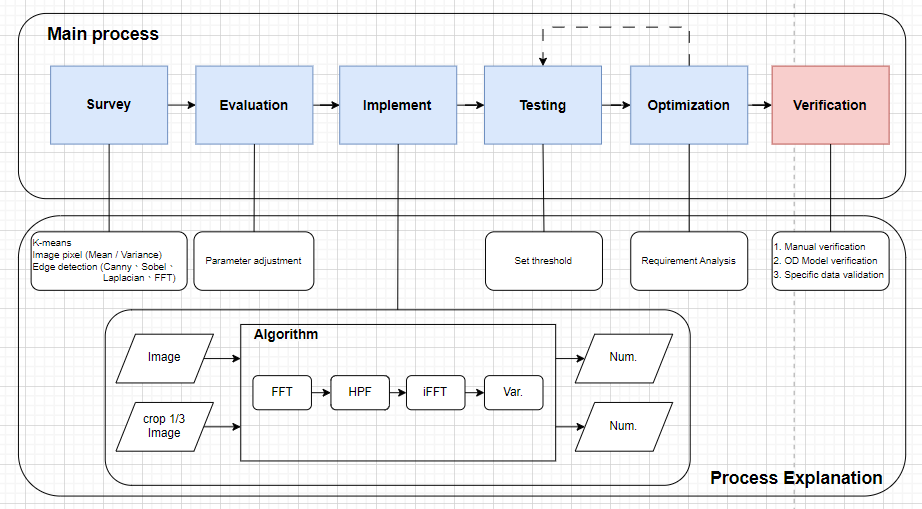 Main process
Survey
Evaluation
Implement
Testing
Optimization
Verification
K-means
Image pixel (Mean / Variance)
Edge detection (Canny、Sobel、
Laplacian、FFT)
Parameter adjustment
Set threshold
Requirement Analysis
1. Manual verification
2. OD Model verification
3. Specific data validation
Algorithm
Image
FFT
HPF
iFFT
Var.
Num.
crop 1/3
Image
Num.
Process Explanation